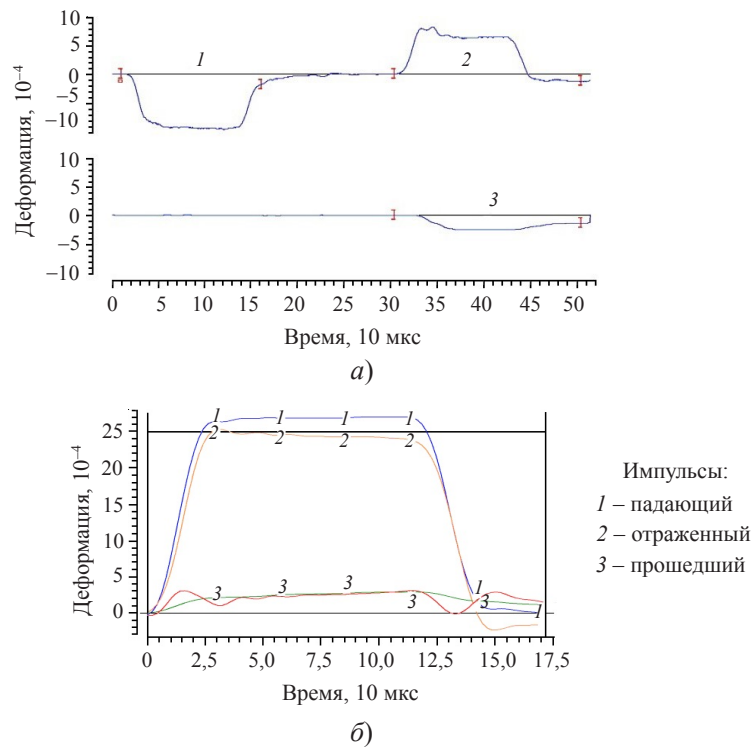 10
5
0
−5
−10
10
5
0
−5
−10
Деформация, 10⁻⁴
1
2
3
0 5 10 15 20 25 30 35 40 45 50
Время, 10 мкс
а)
25
20
15
10
5
0
Деформация, 10⁻⁴
1 1 1 1
2 2 2 2
3 3 3 3 1 3 1
0 2,5 5,0 7,5 10,0 12,5 15,0 17,5
Время, 10 мкс
б)
Импульсы:
1 – падающий
2 – отраженный
3 – прошедший